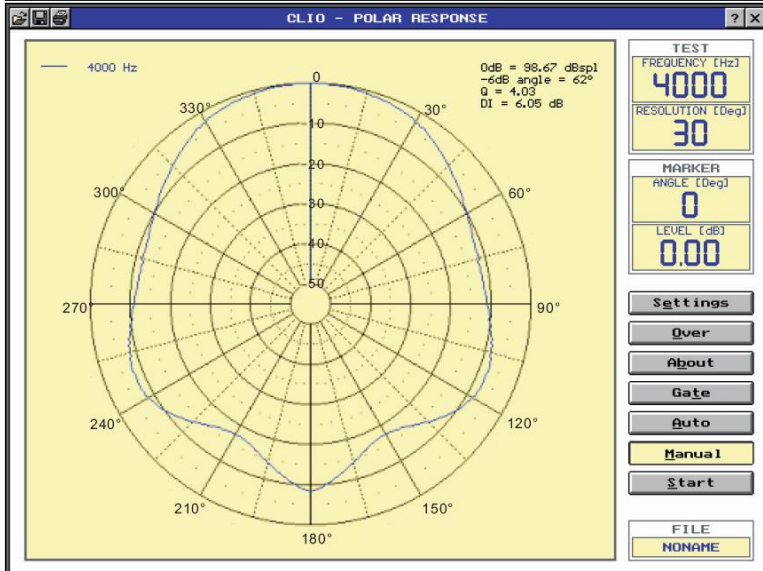 CLIO - POLAR RESPONSE
? ×
4000 Hz
0dB = 98.67 dBspl
-6dB angle = 62°
Q = 4.03
DI = 6.05 dB
0
330°
30°
10
20
300°
60°
30
40
50
270
90°
240°
120°
210°
150°
180°
TEST
FREQUENCY [Hz]
4000
RESOLUTION [Deg]
30
MARKER
ANGLE [Deg]
0
LEVEL [dB]
0.00
Settings
Over
About
Gate
Auto
Manual
Start
FILE
NONAME